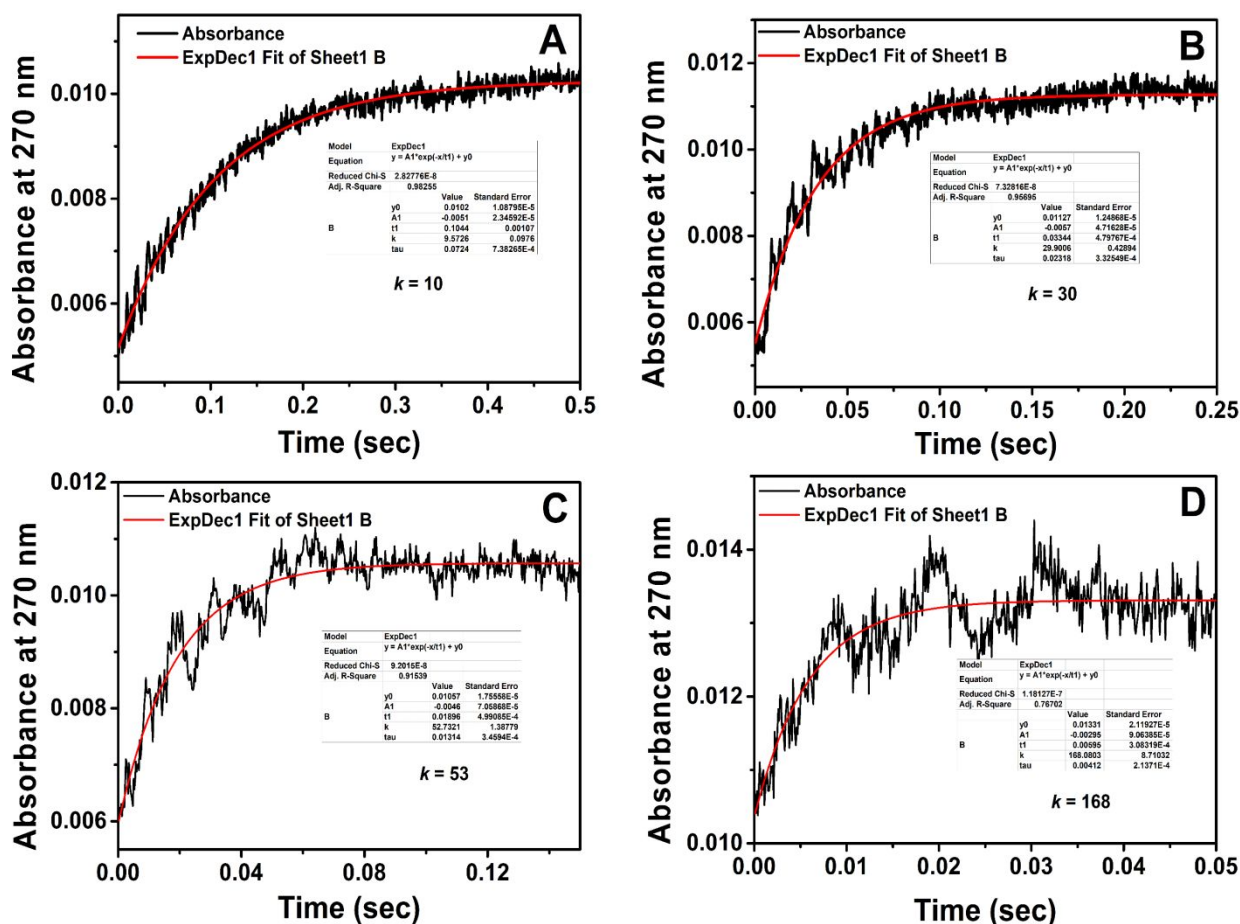 A
Absorbance
ExpDec1 Fit of Sheet1 B
Absorbance at 270 nm
0.010
0.008
0.006
Model ExpDec1
Equation y = A1*exp(-x/t1) + y0
Reduced Chi-S 2.82776E-8
Adj. R-Square 0.98255
Value Standard Error
y0 0.0102 1.08795E-5
A1 -0.0051 2.34592E-5
B t1 0.1044 0.00107
k 9.5726 0.0976
tau 0.0724 7.38265E-4
k = 10
0.0 0.1 0.2 0.3 0.4 0.5
Time (sec)
B
Absorbance
ExpDec1 Fit of Sheet1 B
Absorbance at 270 nm
0.012
0.010
0.008
0.006
Model ExpDec1
Equation y = A1*exp(-x/t1) + y0
Reduced Chi-S 7.32816E-8
Adj. R-Square 0.95695
Value Standard Error
y0 0.01127 1.24868E-5
A1 -0.0057 4.71628E-5
B t1 0.03344 4.79767E-4
k 29.9006 0.42894
tau 0.02318 3.32549E-4
k = 30
0.00 0.05 0.10 0.15 0.20 0.25
Time (sec)
C
Absorbance
ExpDec1 Fit of Sheet1 B
Absorbance at 270 nm
0.012
0.010
0.008
0.006
Model ExpDec1
Equation y = A1*exp(-x/t1) + y0
Reduced Chi-S 9.2015E-8
Adj. R-Square 0.91539
Value Standard Erro
y0 0.01057 1.75558E-5
A1 -0.0046 7.05868E-5
B t1 0.01896 4.99085E-4
k 52.7321 1.38779
tau 0.01314 3.4594E-4
k = 53
0.00 0.04 0.08 0.12
Time (sec)
D
Absorbance
ExpDec1 Fit of Sheet1 B
Absorbance at 270 nm
0.014
0.012
0.010
Model ExpDec1
Equation y = A1*exp(-x/t1) + y0
Reduced Chi-S 1.18127E-7
Adj. R-Square 0.76702
Value Standard Error
y0 0.01331 2.11927E-5
A1 -0.00295 9.06385E-5
B t1 0.00595 3.08319E-4
k 168.0803 8.71032
tau 0.00412 2.1371E-4
k = 168
0.00 0.01 0.02 0.03 0.04 0.05
Time (sec)